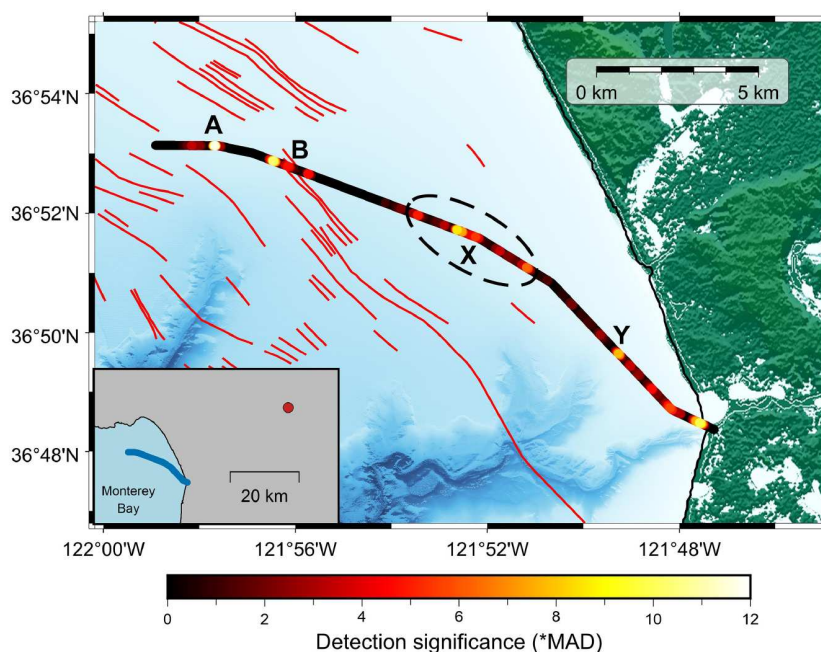 36°54'N
36°52'N
36°50'N
36°48'N
A
B
X
Y
0 km
5 km
Monterey
Bay
20 km
122°00'W
121°56'W
121°52'W
121°48'W
0
2
4
6
8
10
12
Detection significance (*MAD)